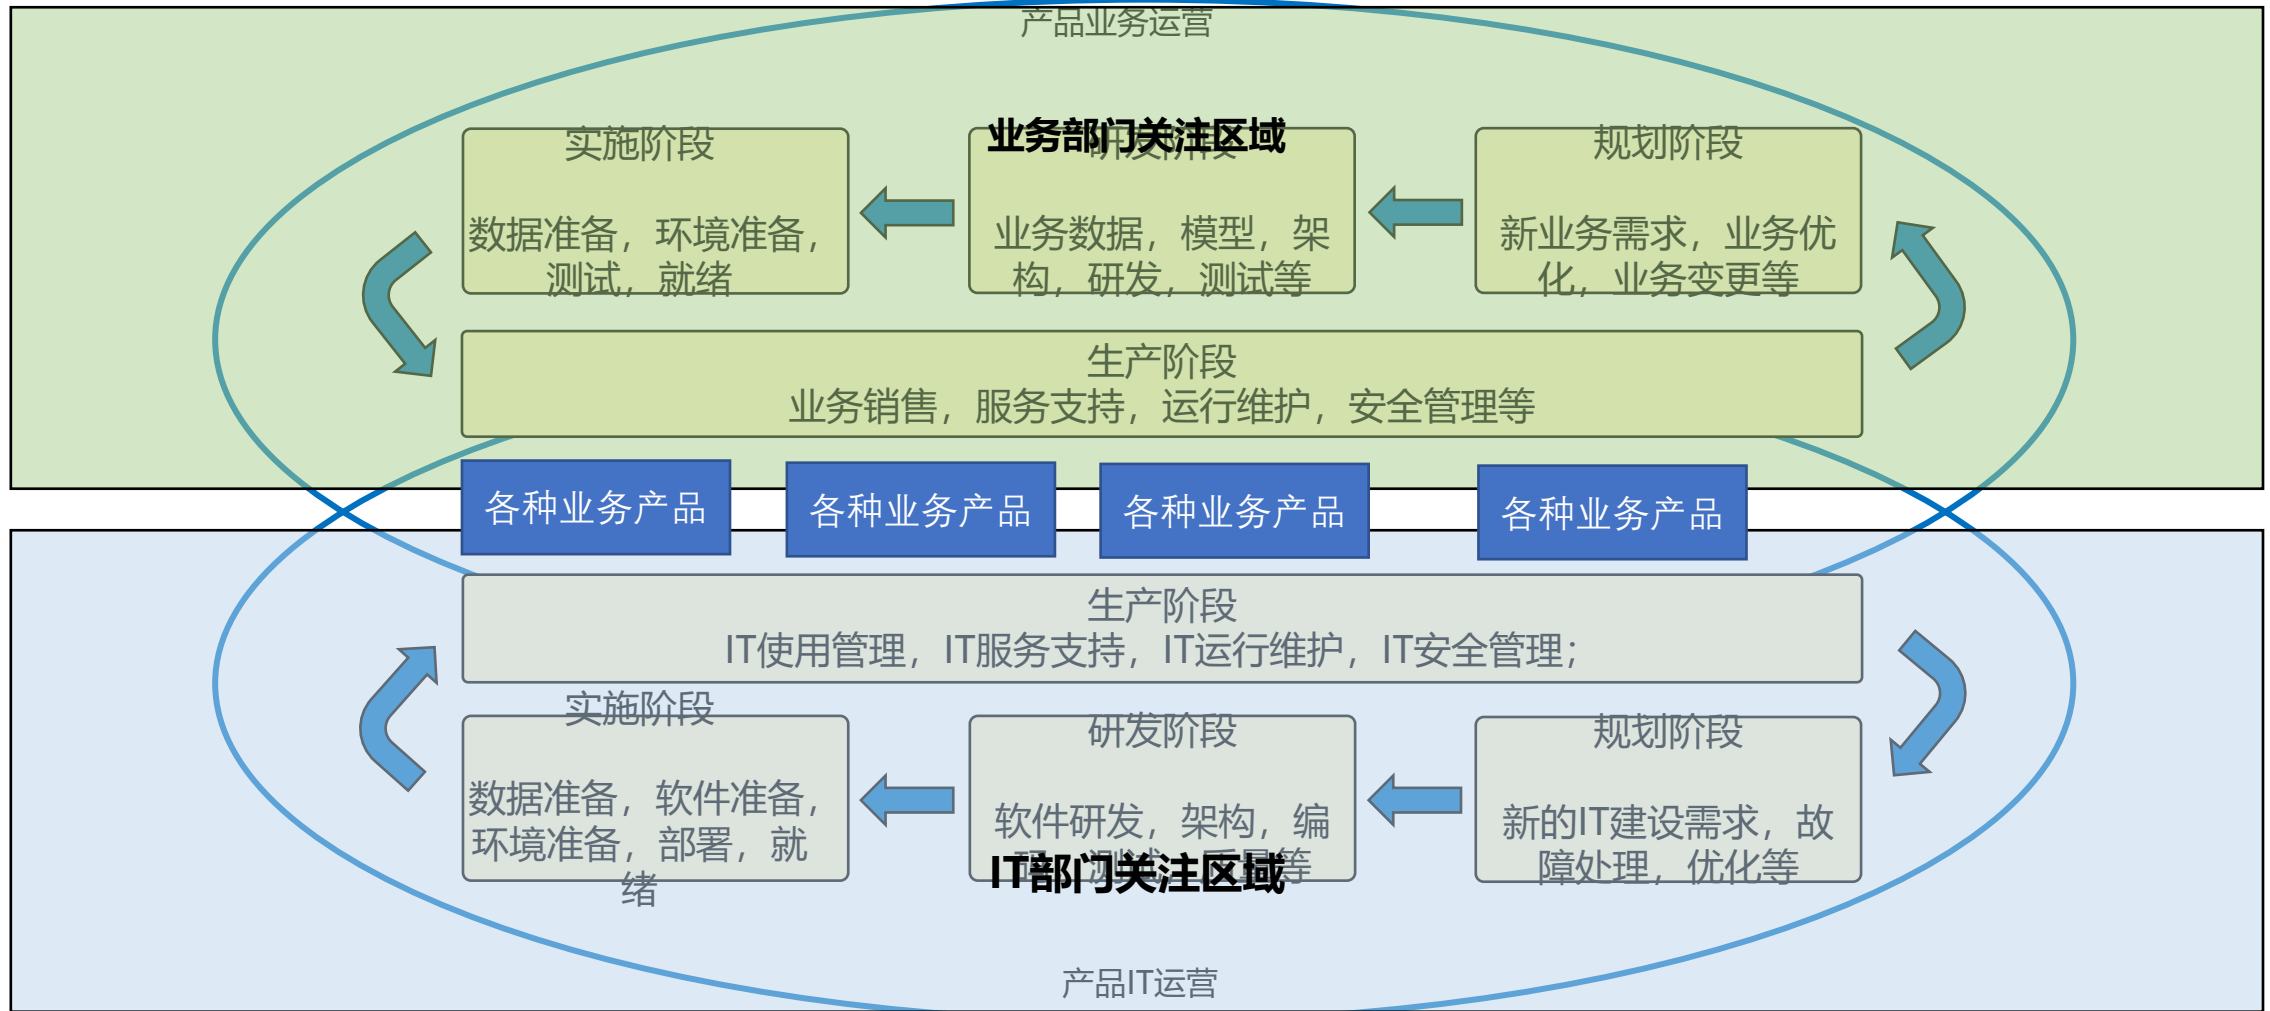 产品业务运营
业务部门关注区域
实施阶段
数据准备，环境准备，
测试，就绪
研发阶段
业务数据，模型，架
构，研发，测试等
规划阶段
新业务需求，业务优
化，业务变更等
生产阶段
业务销售，服务支持，运行维护，安全管理等
各种业务产品
各种业务产品
各种业务产品
各种业务产品
生产阶段
IT使用管理，IT服务支持，IT运行维护，IT安全管理；
实施阶段
数据准备，软件准备，
环境准备，部署，就
绪
研发阶段
软件研发，架构，编
码，测试，质量等
规划阶段
新的IT建设需求，故
障处理，优化等
IT部门关注区域
产品IT运营